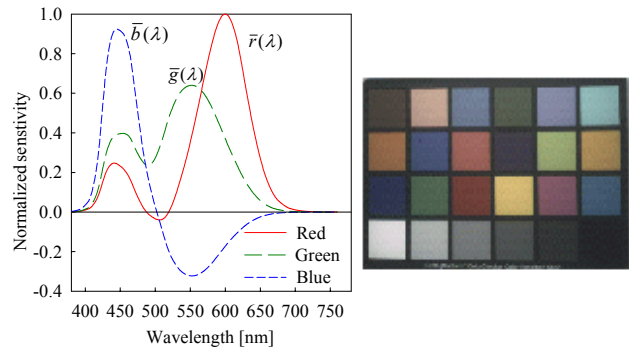 Normalized senstivity
1.0
0.8
0.6
0.4
0.2
0.0
-0.2
-0.4
b̅(λ)
g̅(λ)
r̅(λ)
Red
Green
Blue
400 450 500 550 600 650 700 750
Wavelength [nm]